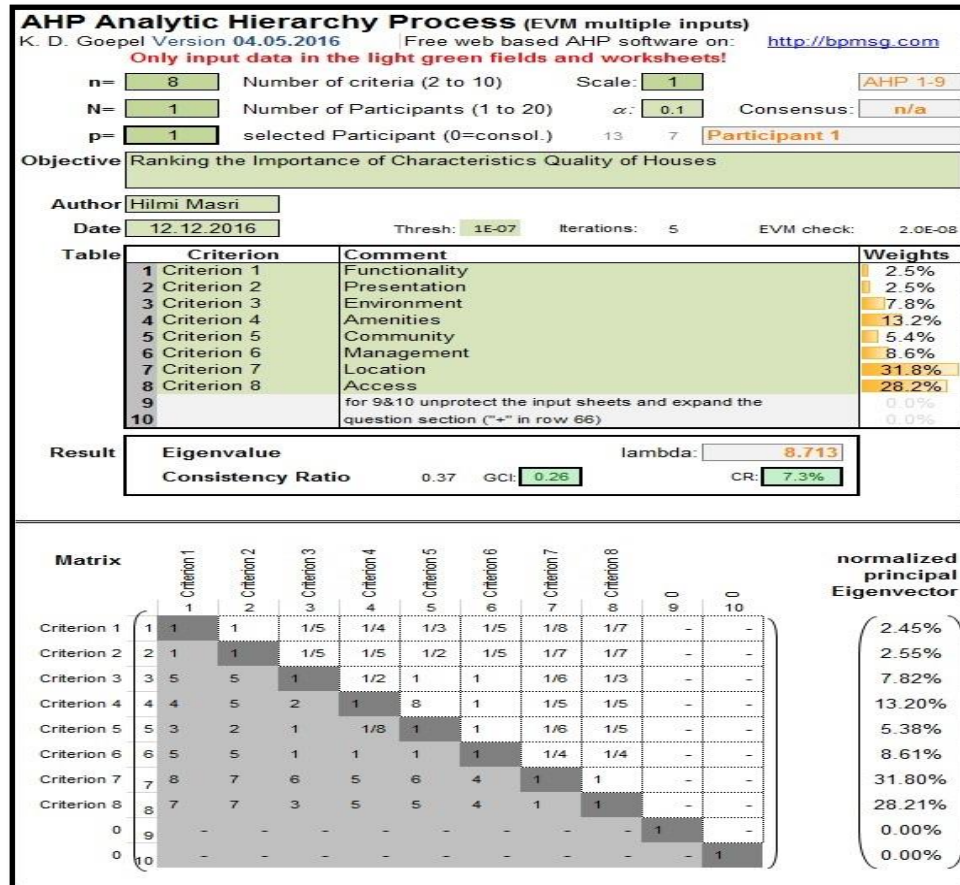 AHP Analytic Hierarchy Process (EVM multiple inputs)
K. D. Goepel Version 04.05.2016 Free web based AHP software on: http://bpmsg.com
Only input data in the light green fields and worksheets!
n= 8 Number of criteria (2 to 10) Scale: 1 AHP 1-9
N= 1 Number of Participants (1 to 20) α: 0.1 Consensus: n/a
p= 1 selected Participant (0=consol.) 13 7 Participant 1
Objective Ranking the Importance of Characteristics Quality of Houses
Author Hilmi Masri
Date 12.12.2016 Thresh: 1E-07 Iterations: 5 EVM check: 2.0E-08
Table Criterion Comment Weights
1 Criterion 1 Functionality 2.5%
2 Criterion 2 Presentation 2.5%
3 Criterion 3 Environment 7.8%
4 Criterion 4 Amenities 13.2%
5 Criterion 5 Community 5.4%
6 Criterion 6 Management 8.6%
7 Criterion 7 Location 31.8%
8 Criterion 8 Access 28.2%
9 for 9&10 unprotect the input sheets and expand the 0.0%
10 question section ("+" in row 66) 0.0%
Result Eigenvalue lambda: 8.713
Consistency Ratio 0.37 GCI: 0.26 CR: 7.3%
Matrix Criterion 1 Criterion 2 Criterion 3 Criterion 4 Criterion 5 Criterion 6 Criterion 7 Criterion 8 0 0 normalized principal Eigenvector
1 2 3 4 5 6 7 8 9 10
Criterion 1 1 1 1 1/5 1/4 1/3 1/5 1/8 1/7 - - 2.45%
Criterion 2 2 1 1 1/5 1/5 1/2 1/5 1/7 1/7 - - 2.55%
Criterion 3 3 5 5 1 1/2 1 1 1/6 1/3 - - 7.82%
Criterion 4 4 4 5 2 1 8 1 1/5 1/5 - - 13.20%
Criterion 5 5 3 2 1 1/8 1 1 1/6 1/5 - - 5.38%
Criterion 6 6 5 5 1 1 1 1 1/4 1/4 - - 8.61%
Criterion 7 7 8 7 6 5 6 4 1 1 - - 31.80%
Criterion 8 8 7 7 3 5 5 4 1 1 - - 28.21%
0 9 - - - - - - - - 1 - 0.00%
0 10 - - - - - - - - - 1 0.00%